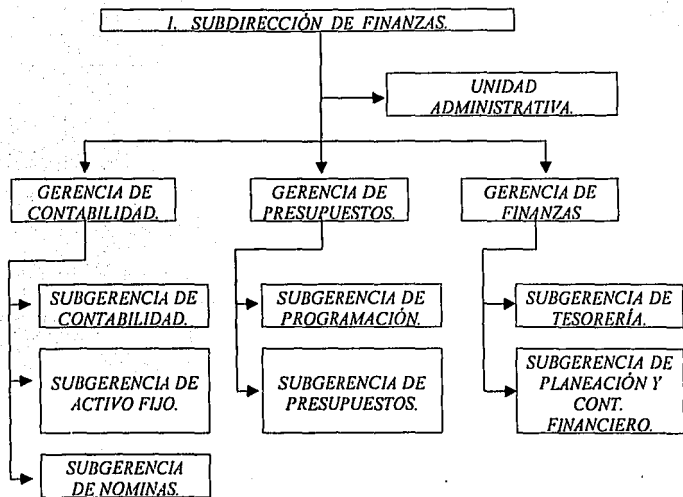 I. SUBDIRECCIÓN DE FINANZAS.
UNIDAD
ADMINISTRATIVA.
GERENCIA DE
CONTABILIDAD.
GERENCIA DE
PRESUPUESTOS.
GERENCIA DE
FINANZAS
SUBGERENCIA DE
CONTABILIDAD.
SUBGERENCIA DE
PROGRAMACIÓN.
SUBGERENCIA DE
TESORERÍA.
SUBGERENCIA DE
ACTIVO FIJO.
SUBGERENCIA DE
PRESUPUESTOS.
SUBGERENCIA DE
PLANEACIÓN Y
CONT.
FINANCIERO.
SUBGERENCIA
DE NOMINAS.